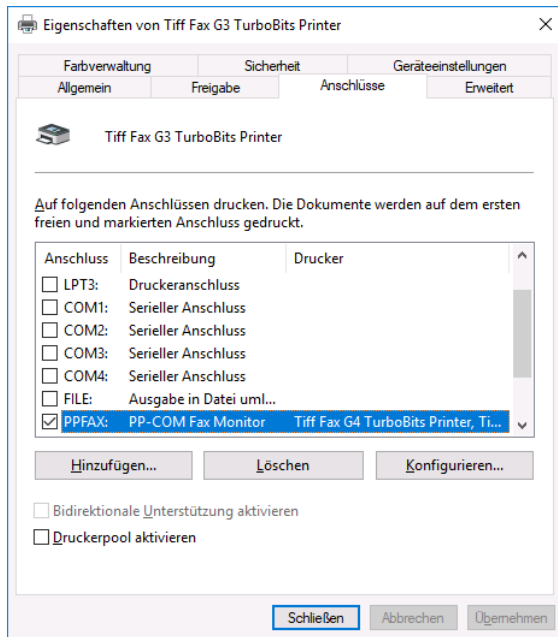 Eigenschaften von Tiff Fax G3 TurboBits Printer
Farbverwaltung Sicherheit Geräteeinstellungen
Allgemein Freigabe Anschlüsse Erweitert
Tiff Fax G3 TurboBits Printer
Auf folgenden Anschlüssen drucken. Die Dokumente werden auf dem ersten
freien und markierten Anschluss gedruckt.
Anschluss Beschreibung Drucker
LPT3: Druckeranschluss
COM1: Serieller Anschluss
COM2: Serieller Anschluss
COM3: Serieller Anschluss
COM4: Serieller Anschluss
FILE: Ausgabe in Datei uml...
PPFAX: PP-COM Fax Monitor Tiff Fax G4 TurboBits Printer, Ti...
Hinzufügen... Löschen Konfigurieren...
Bidirektionale Unterstützung aktivieren
Druckerpool aktivieren
Schließen Abbrechen Übernehmen